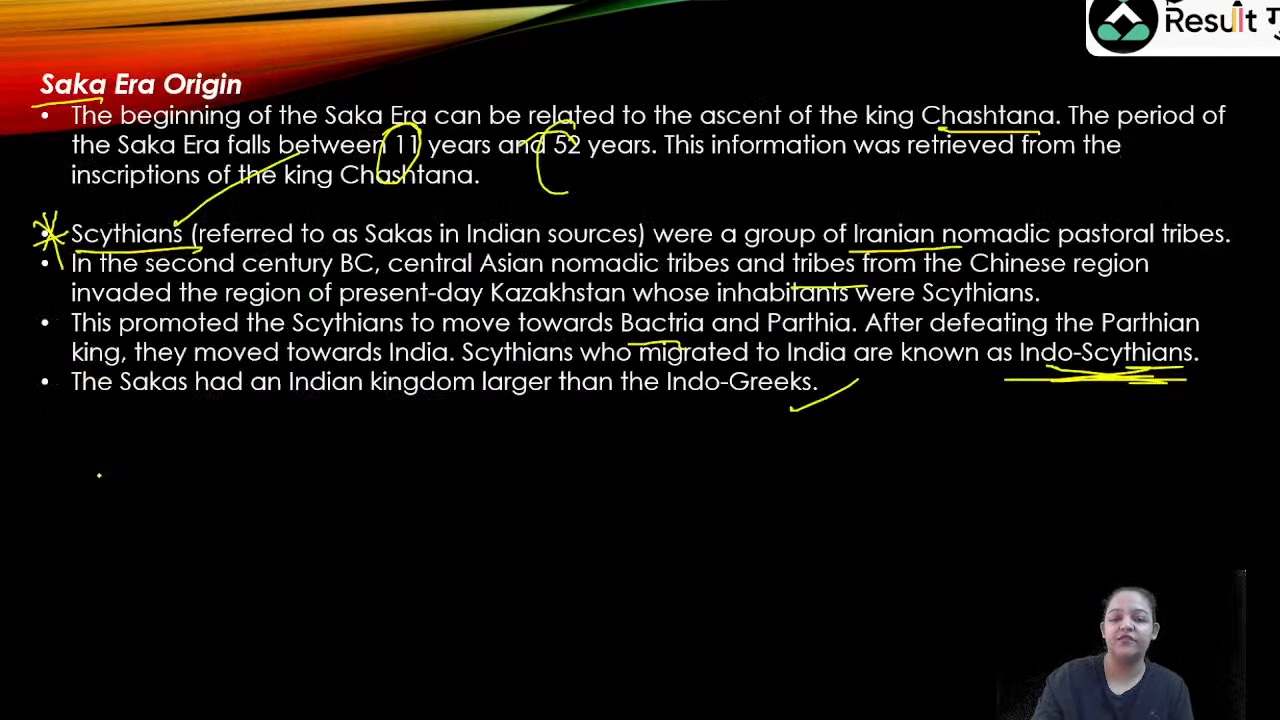 Result
Saka Era Origin
• The beginning of the Saka Era can be related to the ascent of the king Chashtana. The period of
the Saka Era falls between 11 years and 52 years. This information was retrieved from the
inscriptions of the king Chashtana.
• Scythians (referred to as Sakas in Indian sources) were a group of Iranian nomadic pastoral tribes.
• In the second century BC, central Asian nomadic tribes and tribes from the Chinese region
invaded the region of present-day Kazakhstan whose inhabitants were Scythians.
• This promoted the Scythians to move towards Bactria and Parthia. After defeating the Parthian
king, they moved towards India. Scythians who migrated to India are known as Indo-Scythians.
• The Sakas had an Indian kingdom larger than the Indo-Greeks.